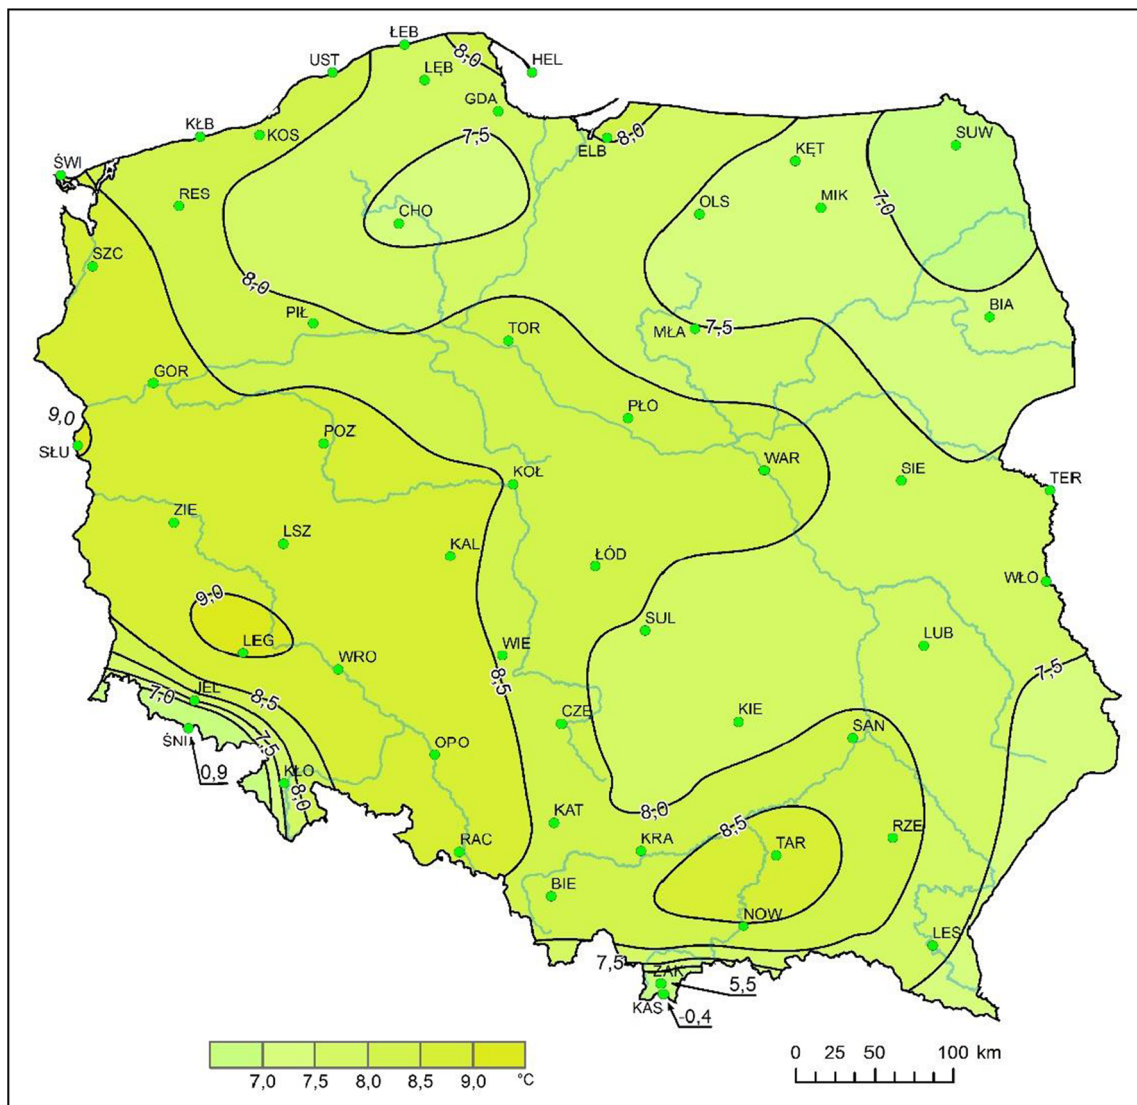 ŁEB
8,0
UST
LĘB
HEL
GDA
KŁB
KOS
7,5
ELB
8,0
SUW
ŚWI
KĘT
RES
CHO
OLS
MIK
7,0
SZC
8,0
BIA
PIŁ
TOR
MŁA
7,5
GOR
9,0
PŁO
SŁU
POZ
KOŁ
WAR
SIE
TER
ZIE
LSZ
KAL
ŁÓD
WŁO
9,0
LEG
SUL
LUB
WRO
WIE
7,5
8,5
7,0
JEL
8,5
ŚNI
7,5
CZE
KIE
SAN
0,9
KŁO
OPO
8,0
8,0
KAT
8,5
RAC
KRA
TAR
RZE
BIE
NOW
LES
7,5
ZAK
5,5
KAS
-0,4
7,0 7,5 8,0 8,5 9,0 °C
0 25 50 100 km